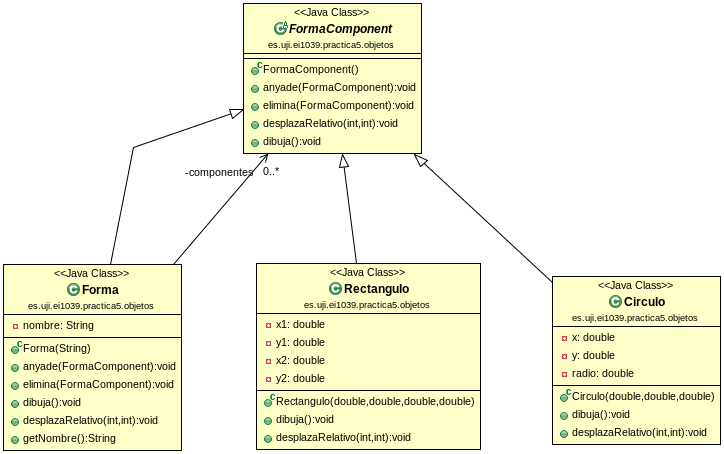 <<Java Class>>
FormaComponent
es.uji.ei1039.practica5.objetos
FormaComponent()
anyade(FormaComponent):void
elimina(FormaComponent):void
desplazaRelativo(int,int):void
dibuja():void
-componentes 0..*
<<Java Class>>
Forma
es.uji.ei1039.practica5.objetos
nombre: String
Forma(String)
anyade(FormaComponent):void
elimina(FormaComponent):void
dibuja():void
desplazaRelativo(int,int):void
getNombre():String
<<Java Class>>
Rectangulo
es.uji.ei1039.practica5.objetos
x1: double
y1: double
x2: double
y2: double
Rectangulo(double,double,double,double)
dibuja():void
desplazaRelativo(int,int):void
<<Java Class>>
Circulo
es.uji.ei1039.practica5.objetos
x: double
y: double
radio: double
Circulo(double,double,double)
dibuja():void
desplazaRelativo(int,int):void